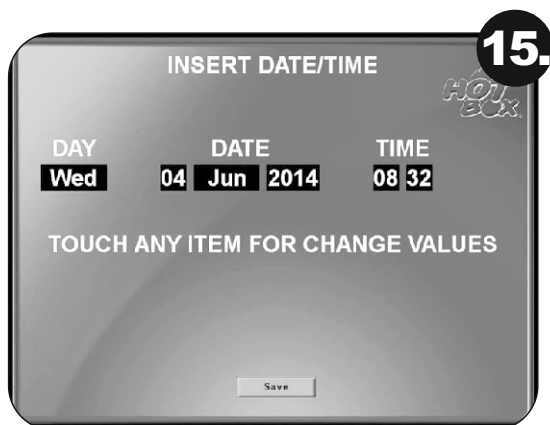 15.
INSERT DATE/TIME
HOT
BOX
DAY DATE TIME
Wed 04 Jun 2014 08 32
TOUCH ANY ITEM FOR CHANGE VALUES
Save